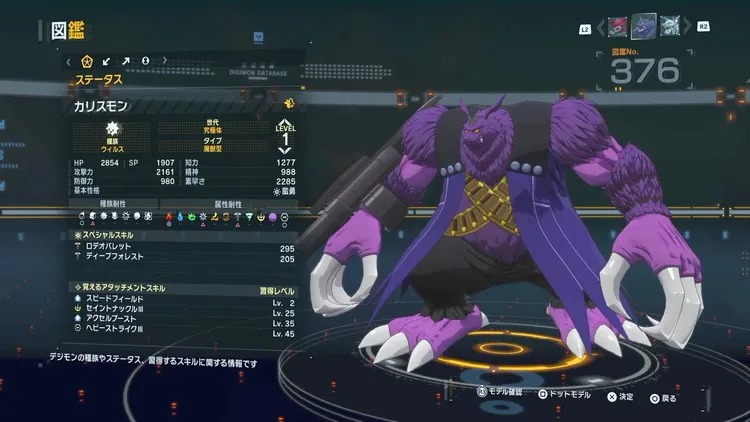 図鑑
L2
R2
図鑑No.
376
DIGIMON DATABASE
ステータス
カリスモン
種族
ウィルス
世代
究極体
タイプ
魔獣型
LEVEL
1
HP 2854 SP 1907 知力 1277
攻撃力 2161 精神 988
防御力 980 素早さ 2285
基本性格 蛮勇
種族耐性 属性耐性
スペシャルスキル
ロデオバレット 295
ディープフォレスト 205
覚えるアタッチメントスキル 習得レベル
スピードフィールド Lv. 2
セイントナックルⅢ Lv. 25
アクセルブースト Lv. 35
ヘビーストライクⅢ Lv. 45
デジモンの種族やステータス、習得するスキルに関する情報です
R3 モデル確認 ドットモデル 決定 戻る